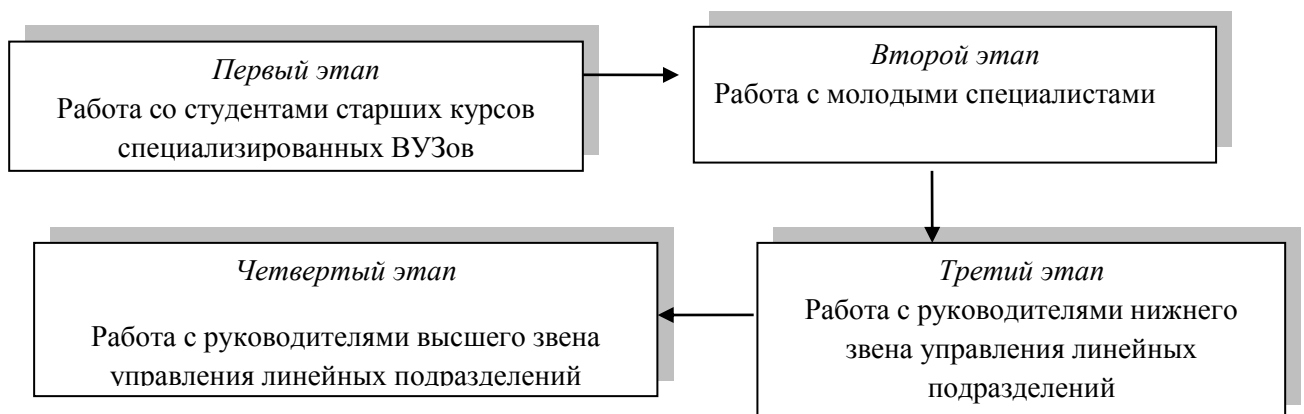 Первый этап
Работа со студентами старших курсов
специализированных ВУЗов
Второй этап
Работа с молодыми специалистами
Третий этап
Работа с руководителями нижнего
звена управления линейных
подразделений
Четвертый этап
Работа с руководителями высшего звена
управления линейных подразделений